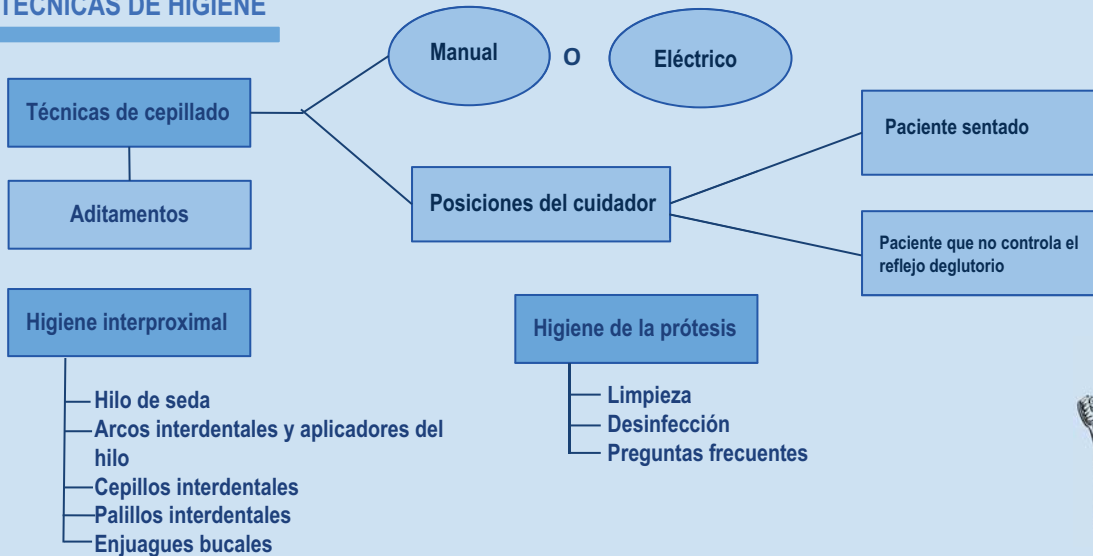 TÉCNICAS DE HIGIENE
Manual
O
Eléctrico
Técnicas de cepillado
Paciente sentado
Aditamentos
Posiciones del cuidador
Paciente que no controla el
reflejo deglutorio
Higiene interproximal
Hilo de seda
Arcos interdentales y aplicadores del
hilo
Cepillos interdentales
Palillos interdentales
Enjuagues bucales
Higiene de la prótesis
Limpieza
Desinfección
Preguntas frecuentes